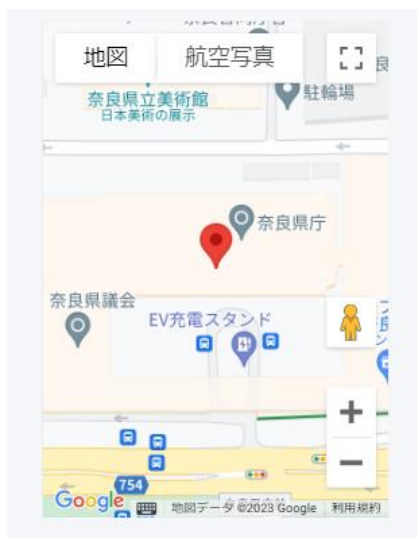 地図 航空写真
奈良県立美術館
日本美術の展示
駐輪場
奈良県庁
奈良県議会
EV充電スタンド
754
Google
地図データ ©2023 Google 利用規約